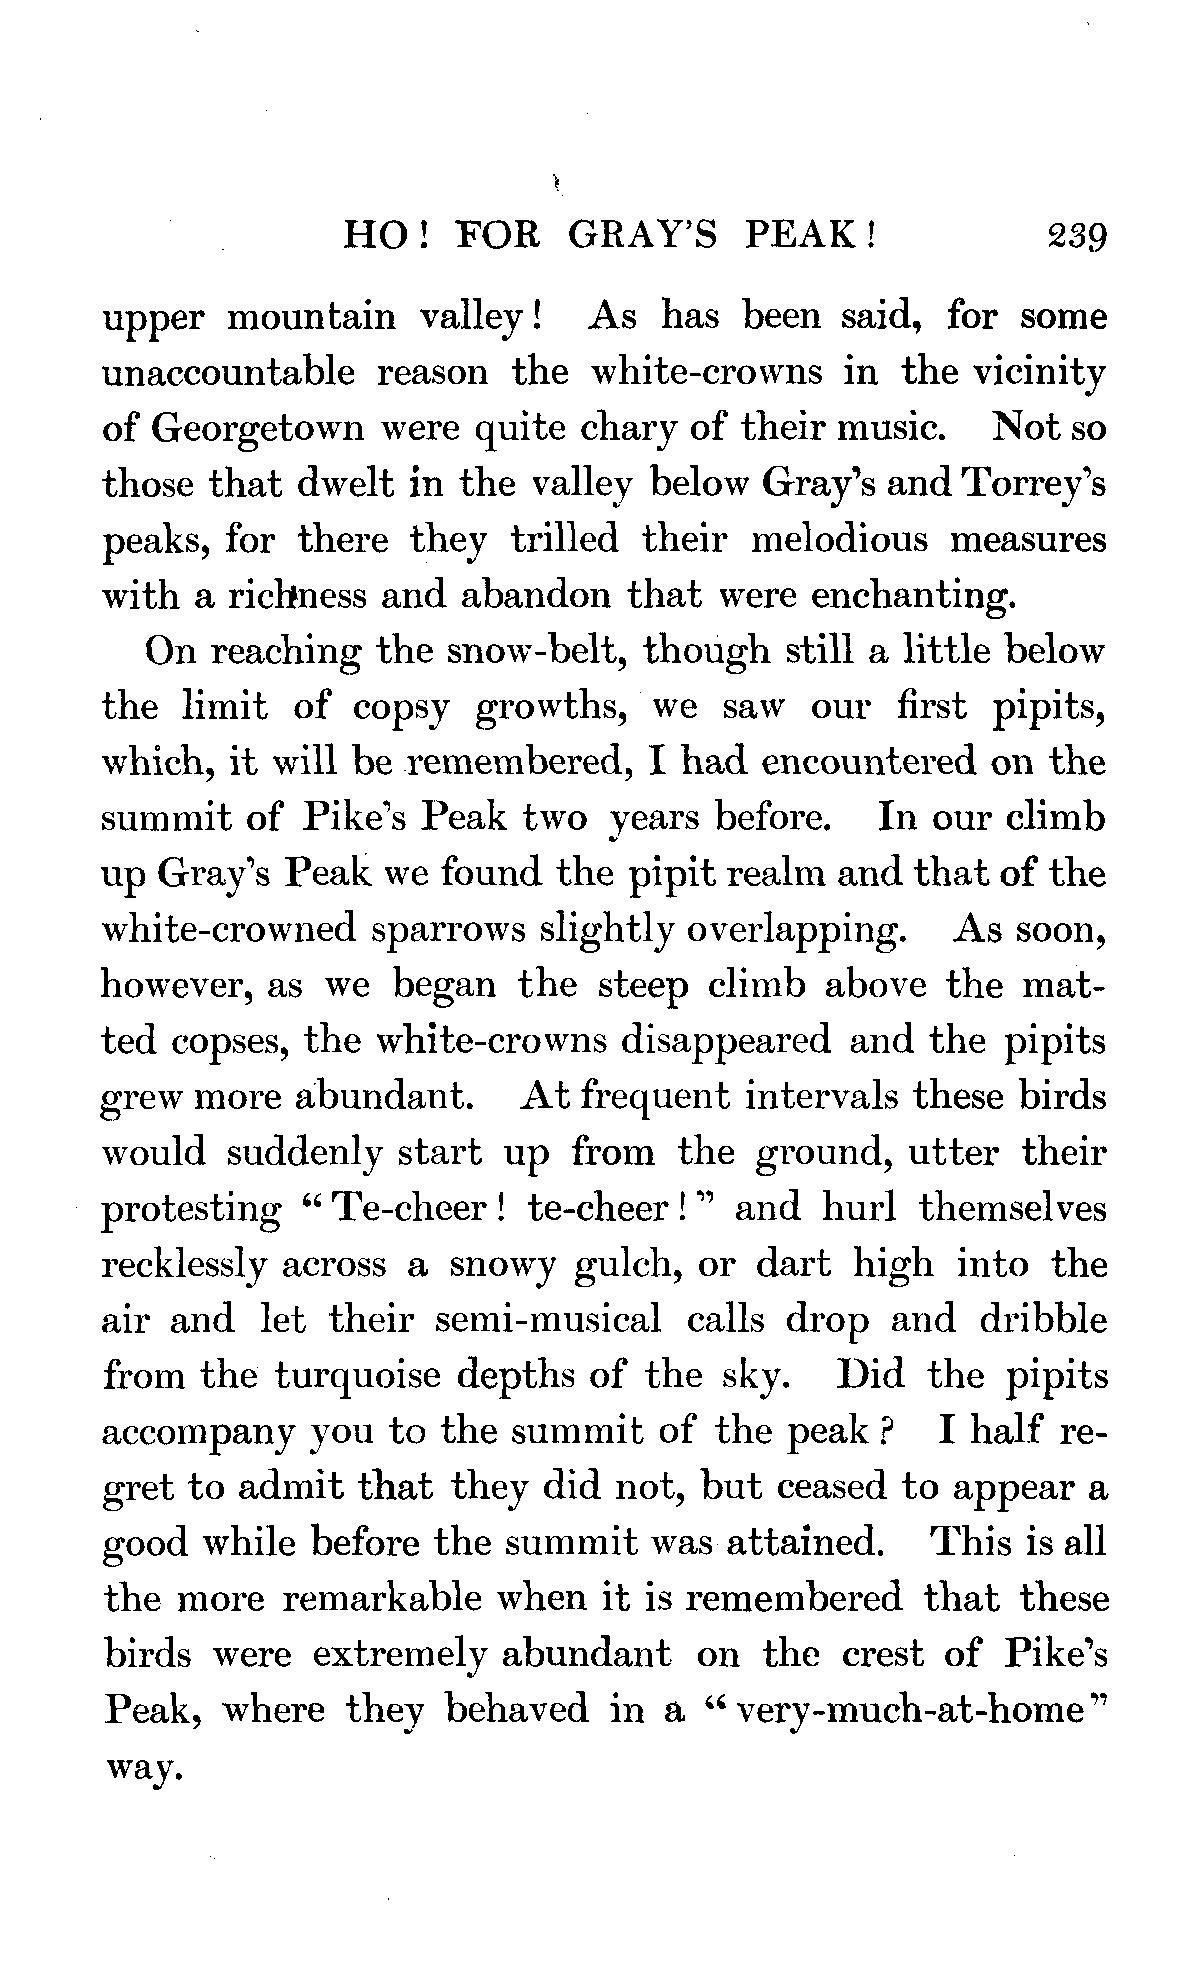 HO! FOR GRAY'S PEAK! 239
upper mountain valley! As has been said, for some
unaccountable reason the white-crowns in the vicinity
of Georgetown were quite chary of their music. Not so
those that dwelt in the valley below Gray's and Torrey's
peaks, for there they trilled their melodious measures
with a richness and abandon that were enchanting.
On reaching the snow-belt, though still a little below
the limit of copsy growths, we saw our first pipits,
which, it will be remembered, I had encountered on the
summit of Pike's Peak two years before. In our climb
up Gray's Peak we found the pipit realm and that of the
white-crowned sparrows slightly overlapping. As soon,
however, as we began the steep climb above the mat-
ted copses, the white-crowns disappeared and the pipits
grew more abundant. At frequent intervals these birds
would suddenly start up from the ground, utter their
protesting "Te-cheer! te-cheer!" and hurl themselves
recklessly across a snowy gulch, or dart high into the
air and let their semi-musical calls drop and dribble
from the turquoise depths of the sky. Did the pipits
accompany you to the summit of the peak? I half re-
gret to admit that they did not, but ceased to appear a
good while before the summit was attained. This is all
the more remarkable when it is remembered that these
birds were extremely abundant on the crest of Pike's
Peak, where they behaved in a "very-much-at-home"
way.